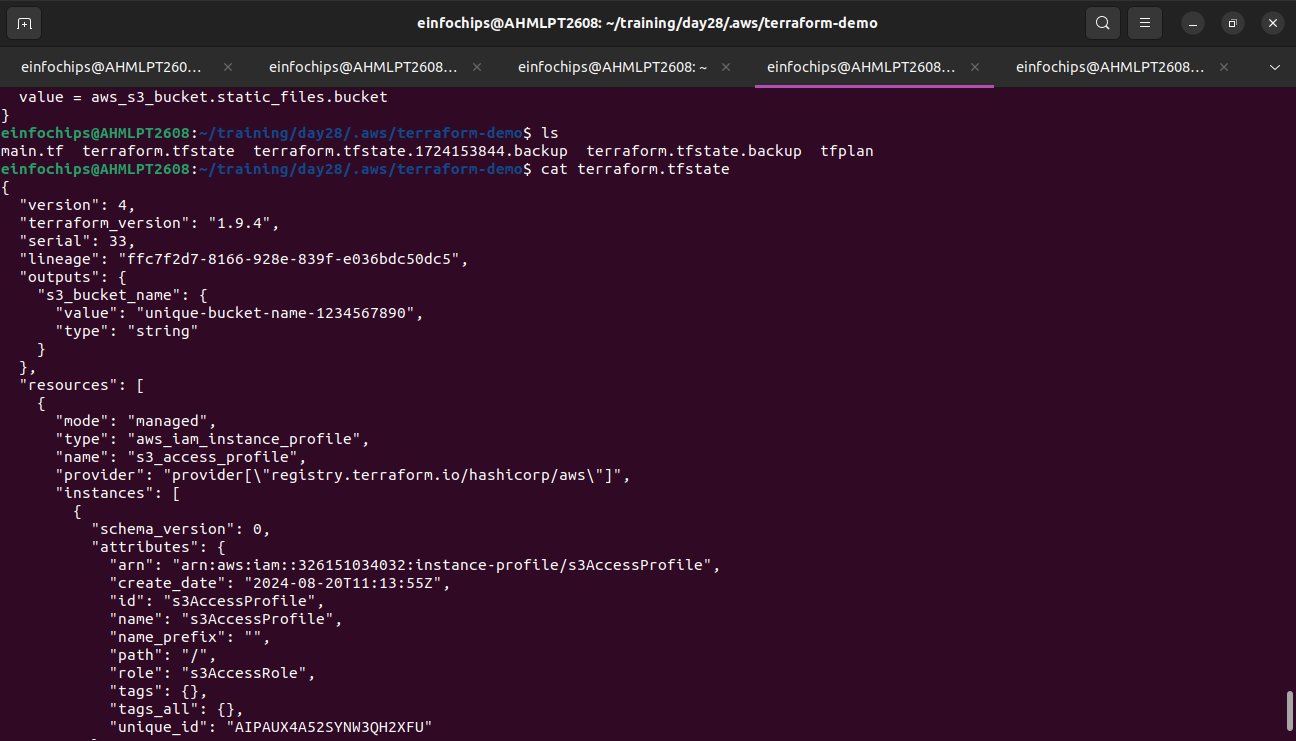 einfochips@AHMLPT2608: ~/training/day28/.aws/terraform-demo
einfochips@AHMLPT260... einfochips@AHMLPT2608... einfochips@AHMLPT2608: ~ einfochips@AHMLPT2608... einfochips@AHMLPT2608...
  value = aws_s3_bucket.static_files.bucket
}
einfochips@AHMLPT2608:~/training/day28/.aws/terraform-demo$ ls
main.tf  terraform.tfstate  terraform.tfstate.1724153844.backup  terraform.tfstate.backup  tfplan
einfochips@AHMLPT2608:~/training/day28/.aws/terraform-demo$ cat terraform.tfstate
{
  "version": 4,
  "terraform_version": "1.9.4",
  "serial": 33,
  "lineage": "ffc7f2d7-8166-928e-839f-e036bdc50dc5",
  "outputs": {
    "s3_bucket_name": {
      "value": "unique-bucket-name-1234567890",
      "type": "string"
    }
  },
  "resources": [
    {
      "mode": "managed",
      "type": "aws_iam_instance_profile",
      "name": "s3_access_profile",
      "provider": "provider[\"registry.terraform.io/hashicorp/aws\"]",
      "instances": [
        {
          "schema_version": 0,
          "attributes": {
            "arn": "arn:aws:iam::326151034032:instance-profile/s3AccessProfile",
            "create_date": "2024-08-20T11:13:55Z",
            "id": "s3AccessProfile",
            "name": "s3AccessProfile",
            "name_prefix": "",
            "path": "/",
            "role": "s3AccessRole",
            "tags": {},
            "tags_all": {},
            "unique_id": "AIPAUX4A52SYNW3QH2XFU"